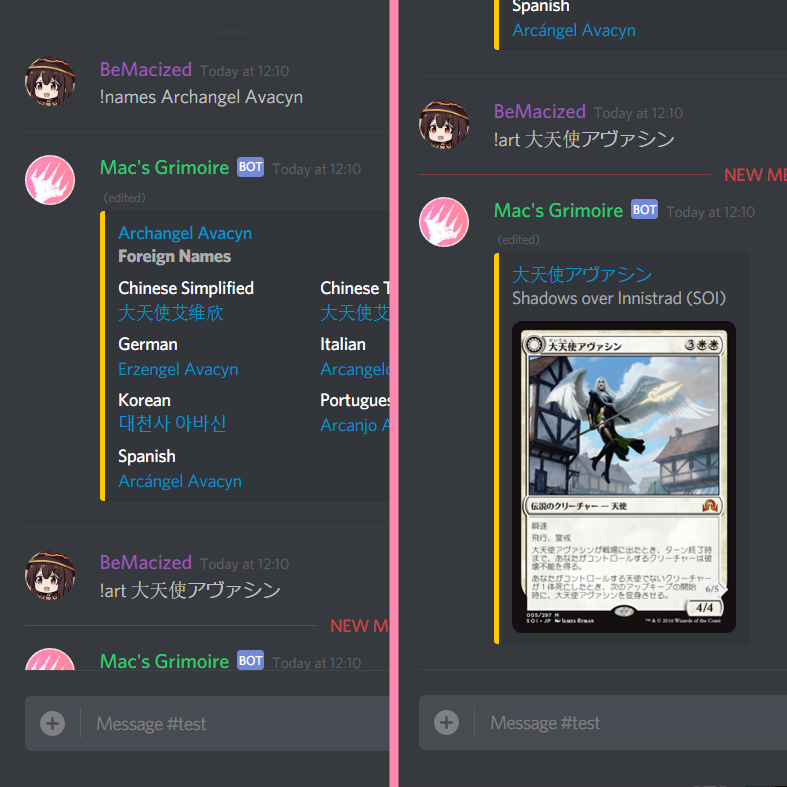 BeMacized Today at 12:10
!names Archangel Avacyn
Mac's Grimoire BOT Today at 12:10
(edited)
Archangel Avacyn
Foreign Names
Chinese Simplified
大天使艾维欣
Chinese T
大天使艾
German
Erzengel Avacyn
Italian
Arcangelo
Korean
대천사 아바신
Portugues
Arcanjo A
Spanish
Arcángel Avacyn
BeMacized Today at 12:10
!art 大天使アヴァシン
NEW M
Mac's Grimoire BOT Today at 12:10
Message #test
Spanish
Arcángel Avacyn
BeMacized Today at 12:10
!art 大天使アヴァシン
NEW ME
Mac's Grimoire BOT Today at 12:10
(edited)
大天使アヴァシン
Shadows over Innistrad (SOI)
大天使アヴァシン 3
伝説のクリーチャー — 天使
瞬速
飛行、警戒
大天使アヴァシンが戦場に出たとき、ターン終了時
まで、あなたがコントロールするクリーチャーは破
壊不能を得る。
あなたがコントロールする天使でないクリーチャー
が1体死亡したとき、次のアップキープの開始
時に、大天使アヴァシンを変身させる。
6/5
4/4
005/297 M
SOI • JP James Ryman
™ & © 2016 Wizards of the Coast
Message #test